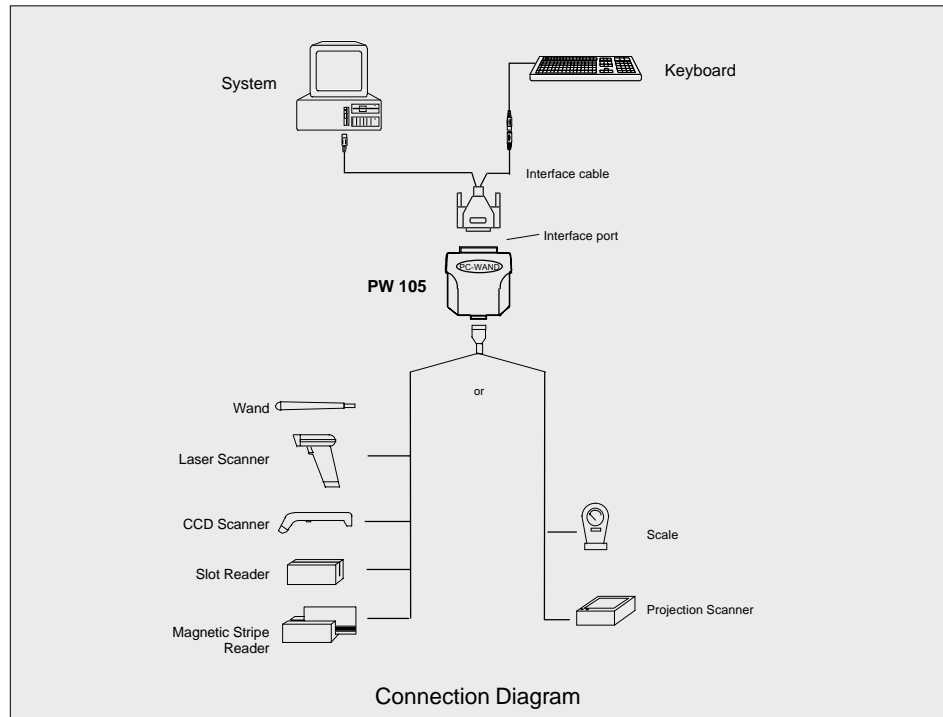 System
Keyboard
Interface cable
Interface port
PC-WAND
PW 105
or
Wand
Laser Scanner
CCD Scanner
Slot Reader
Magnetic Stripe
Reader
Scale
Projection Scanner
Connection Diagram